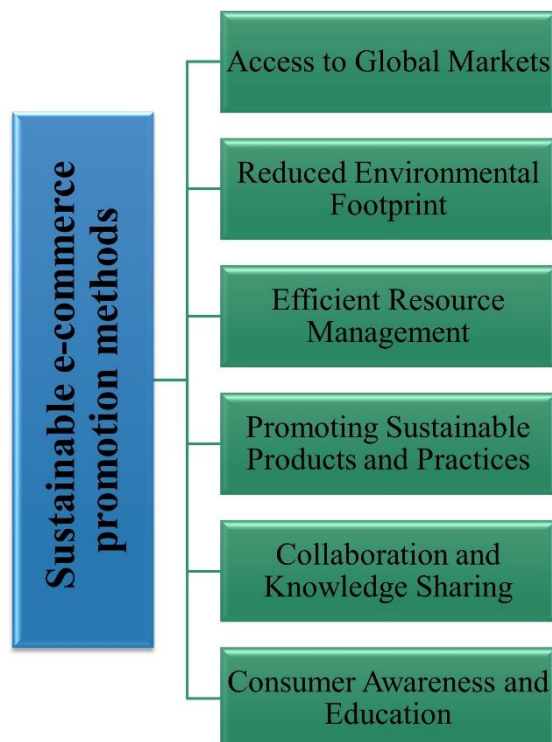 Sustainable e-commerce
promotion methods
Access to Global Markets
Reduced Environmental
Footprint
Efficient Resource
Management
Promoting Sustainable
Products and Practices
Collaboration and
Knowledge Sharing
Consumer Awareness and
Education